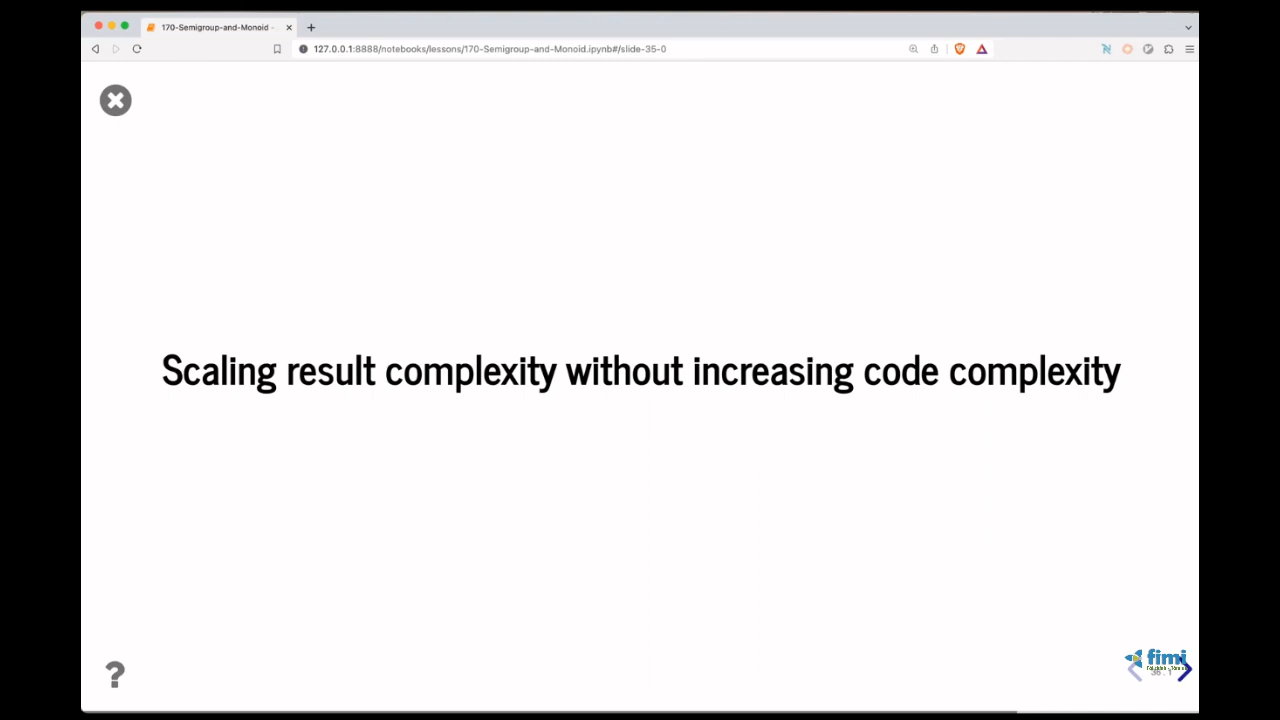 170-Semigroup-and-Monoid -
127.0.0.1:8888/notebooks/lessons/170-Semigroup-and-Monoid.ipynb#/slide-35-0
Scaling result complexity without increasing code complexity
?
fimi